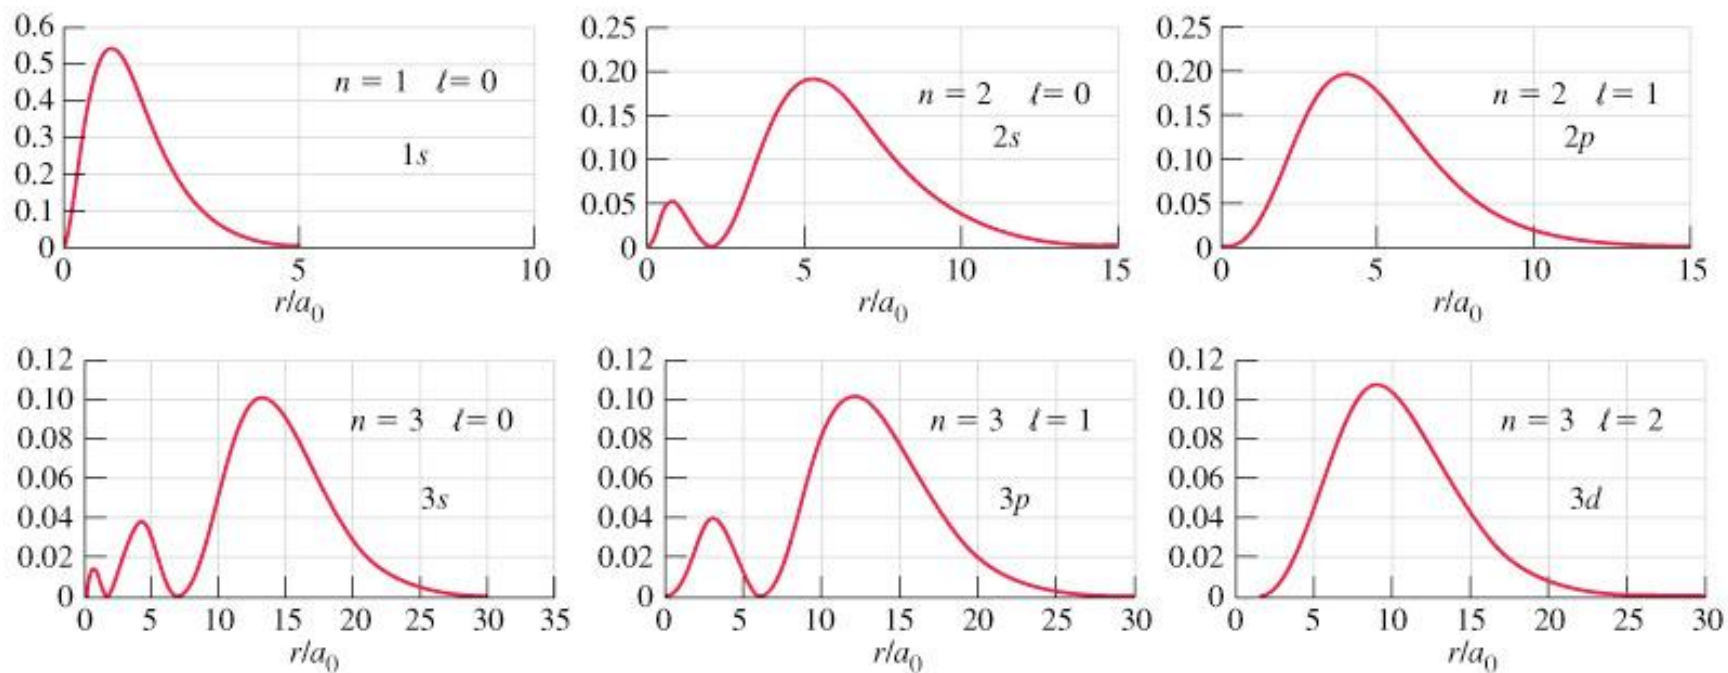 0.6
0.5
0.4
0.3
0.2
0.1
0
n = 1 ℓ= 0
1s
0 5 10
r/a₀
0.25
0.20
0.15
0.10
0.05
0
n = 2 ℓ= 0
2s
0 5 10 15
r/a₀
0.25
0.20
0.15
0.10
0.05
0
n = 2 ℓ= 1
2p
0 5 10 15
r/a₀
0.12
0.10
0.08
0.06
0.04
0.02
0
n = 3 ℓ= 0
3s
0 5 10 15 20 25 30 35
r/a₀
0.12
0.10
0.08
0.06
0.04
0.02
0
n = 3 ℓ= 1
3p
0 5 10 15 20 25 30
r/a₀
0.12
0.10
0.08
0.06
0.04
0.02
0
n = 3 ℓ= 2
3d
0 5 10 15 20 25 30
r/a₀